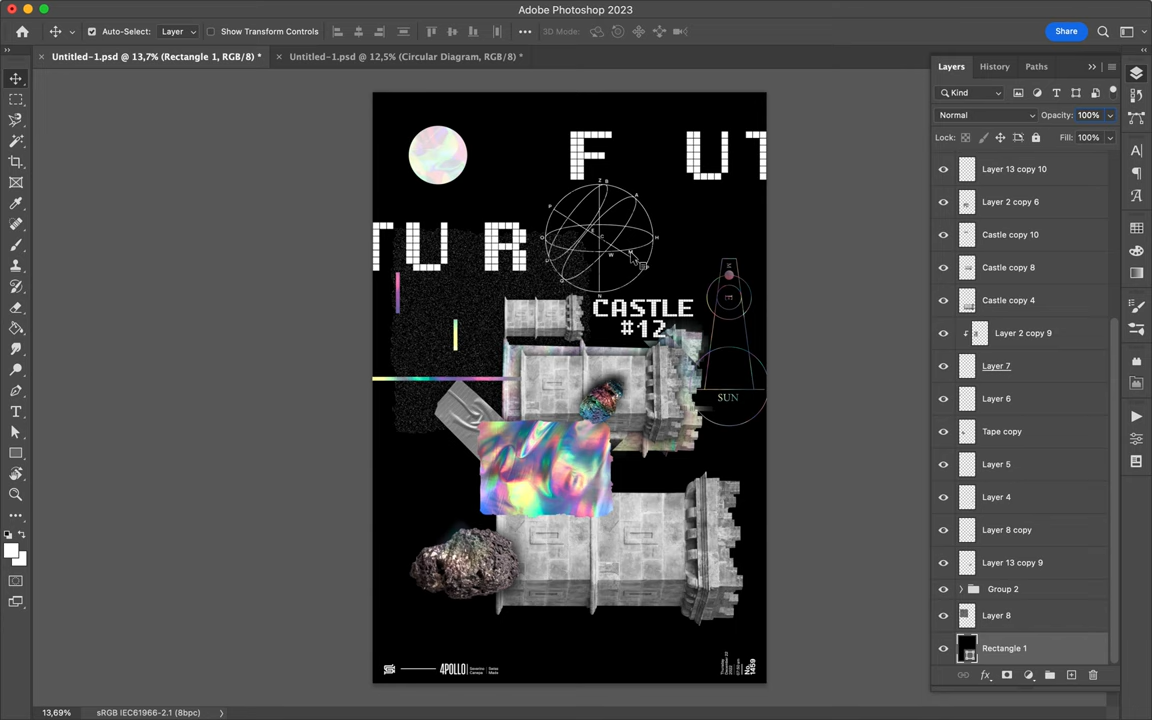 Adobe Photoshop 2023
Auto-Select: Layer Show Transform Controls 3D Mode: Share
Untitled-1.psd @ 13,7% (Rectangle 1, RGB/8) *
Untitled-1.psd @ 12,5% (Circular Diagram, RGB/8) *
Layers History Paths
Kind
Normal Opacity: 100%
Lock: Fill: 100%
Layer 13 copy 10
Layer 2 copy 6
Castle copy 10
Castle copy 8
Castle copy 4
Layer 2 copy 9
Layer 7
Layer 6
Tape copy
Layer 5
Layer 4
Layer 8 copy
Layer 13 copy 9
Group 2
Layer 8
Rectangle 1
F UT
TU R
CASTLE
#12
M
E
SUN
4POLLO
No. 1459
13,69% sRGB IEC61966-2.1 (8bpc)